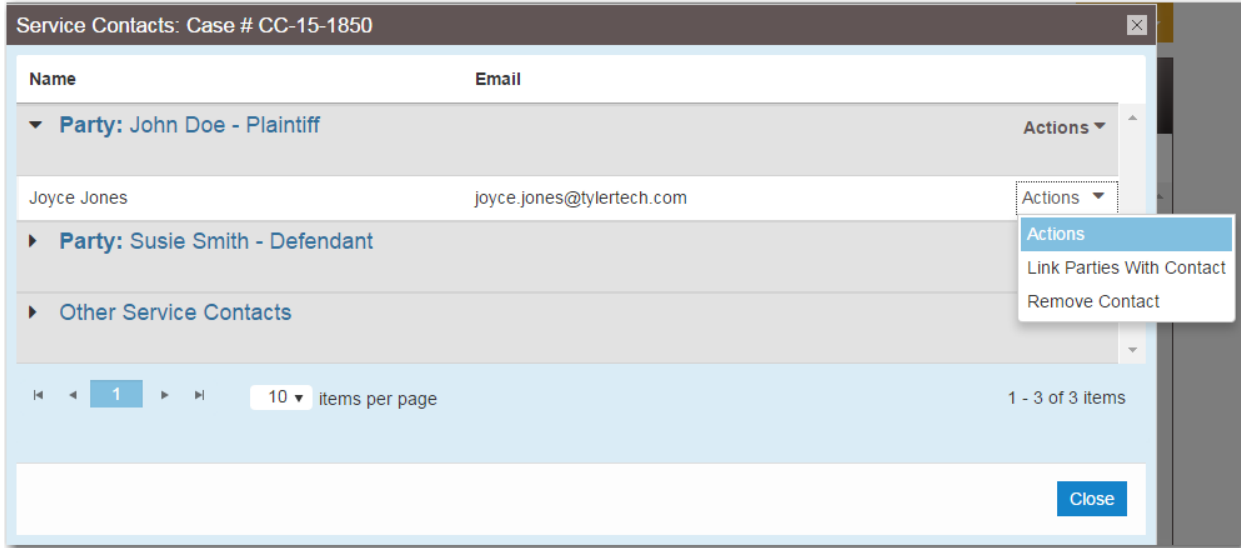 Service Contacts: Case # CC-15-1850
Name Email
Party: John Doe - Plaintiff Actions
Joyce Jones joyce.jones@tylertech.com Actions
Actions
Party: Susie Smith - Defendant
Link Parties With Contact
Remove Contact
Other Service Contacts
1 10 items per page 1 - 3 of 3 items
Close